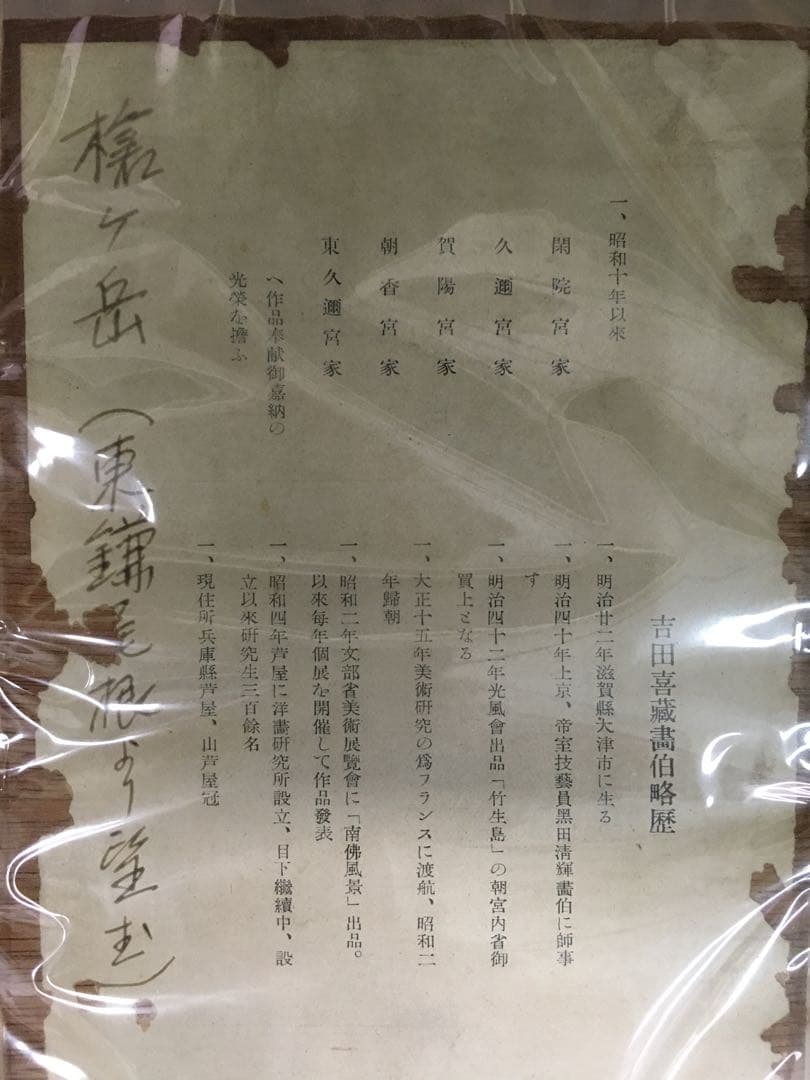 吉田喜藏畵伯略歷
一、明治廿二年滋賀縣大津市に生る
一、明治四十年上京、帝室技藝員黑田淸輝畵伯に師事
す
一、明治四十二年光風會出品「竹生島」の朝宮内省御
買上となる
一、大正十五年美術硏究の爲フランスに渡航、昭和二
年歸朝
一、昭和二年文部省美術展覽會に「南佛風景」出品。
以來每年個展を開催して作品發表
一、昭和四年芦屋に洋畵硏究所設立、目下繼續中、設
立以來硏究生三百餘名
一、現住所兵庫縣芦屋、山芦屋冠
一、昭和十年以來
閑院宮家
久邇宮家
賀陽宮家
朝香宮家
東久邇宮家
へ作品奉献御嘉納の
光榮を擔ふ
槍ヶ岳（東鎌尾根より望む）